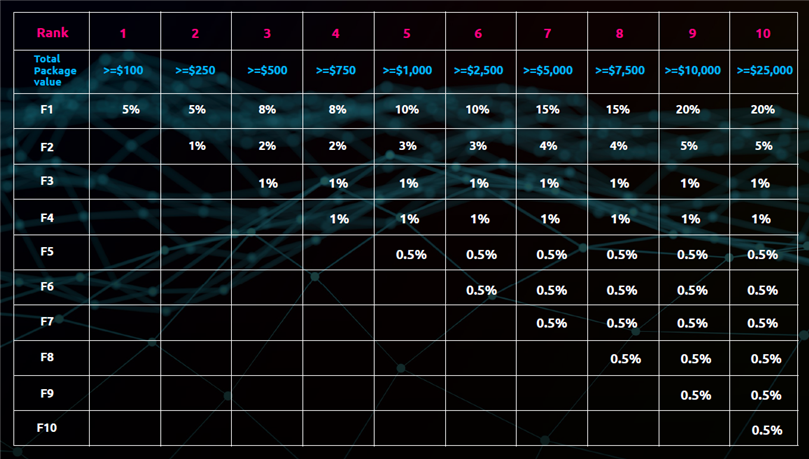 Rank 1 2 3 4 5 6 7 8 9 10
Total
Package
value
>=$100 >=$250 >=$500 >=$750 >=$1,000 >=$2,500 >=$5,000 >=$7,500 >=$10,000 >=$25,000
F1 5% 5% 8% 8% 10% 10% 15% 15% 20% 20%
F2 1% 2% 2% 3% 3% 4% 4% 5% 5%
F3 1% 1% 1% 1% 1% 1% 1% 1%
F4 1% 1% 1% 1% 1% 1% 1%
F5 0.5% 0.5% 0.5% 0.5% 0.5% 0.5%
F6 0.5% 0.5% 0.5% 0.5% 0.5%
F7 0.5% 0.5% 0.5% 0.5%
F8 0.5% 0.5% 0.5%
F9 0.5% 0.5%
F10 0.5%